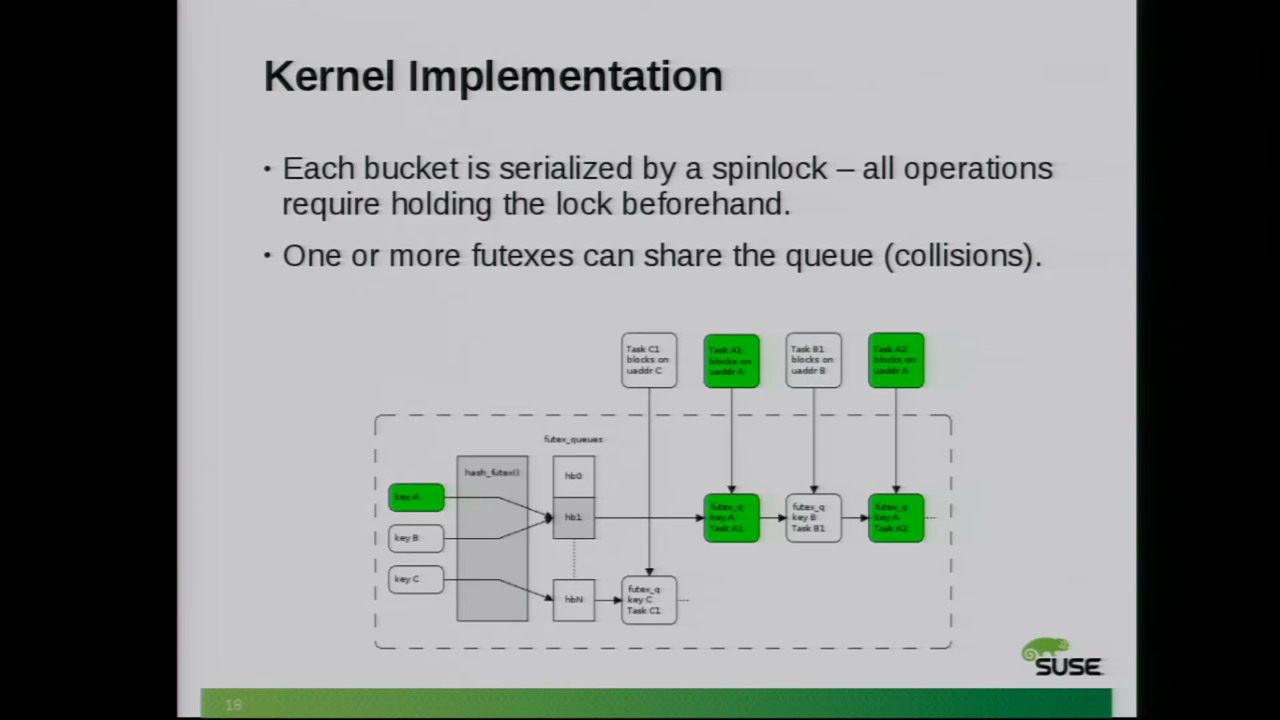 Kernel Implementation
• Each bucket is serialized by a spinlock – all operations
require holding the lock beforehand.
• One or more futexes can share the queue (collisions).
Task C1
blocks on
uaddr C
Task A1
blocks on
uaddr A
Task B1
blocks on
uaddr B
Task A2
blocks on
uaddr A
futex_queues
hash_futex()
hb0
key A
hb1
futex_q
key A
Task A1
futex_q
key B
Task B1
futex_q
key A
Task A2
key B
key C
hbN
futex_q
key C
Task C1
SUSE
18